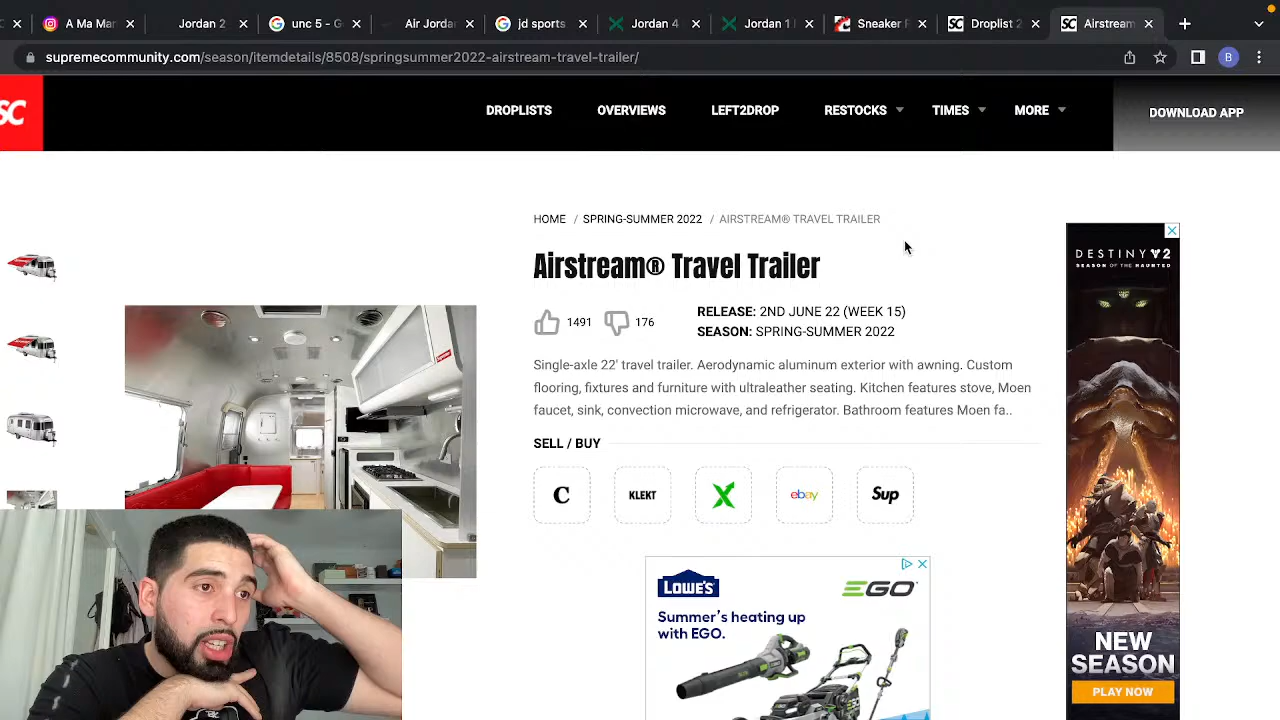 A Ma Mar
Jordan 2
unc 5 - G
Air Jorda
jd sports
Jordan 4
Jordan 1
Sneaker F
SC
Droplist 2
SC
Airstream
supremecommunity.com/season/itemdetails/8508/springsummer2022-airstream-travel-trailer/
B
SC
DROPLISTS
OVERVIEWS
LEFT2DROP
RESTOCKS
TIMES
MORE
DOWNLOAD APP
HOME / SPRING-SUMMER 2022 / AIRSTREAM® TRAVEL TRAILER
Airstream® Travel Trailer
1491
176
RELEASE: 2ND JUNE 22 (WEEK 15)
SEASON: SPRING-SUMMER 2022
Single-axle 22' travel trailer. Aerodynamic aluminum exterior with awning. Custom
flooring, fixtures and furniture with ultraleather seating. Kitchen features stove, Moen
faucet, sink, convection microwave, and refrigerator. Bathroom features Moen fa..
SELL / BUY
C
KLEKT
X
ebay
Sup
LOWE'S
EGO
Summer's heating up
with EGO.
DESTINY 2
SEASON OF THE HAUNTED
NEW
SEASON
PLAY NOW